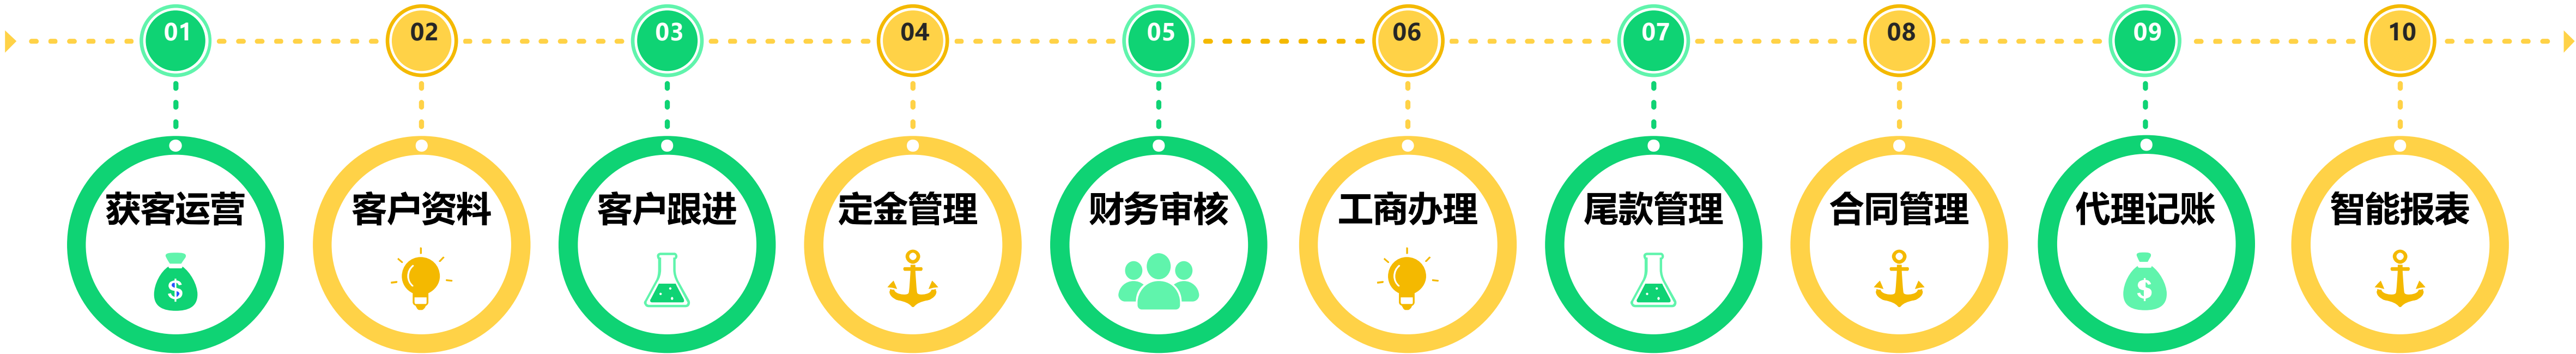 01 02 03 04 05 06 07 08 09 10
获客运营 客户资料 客户跟进 定金管理 财务审核 工商办理 尾款管理 合同管理 代理记账 智能报表
$ $